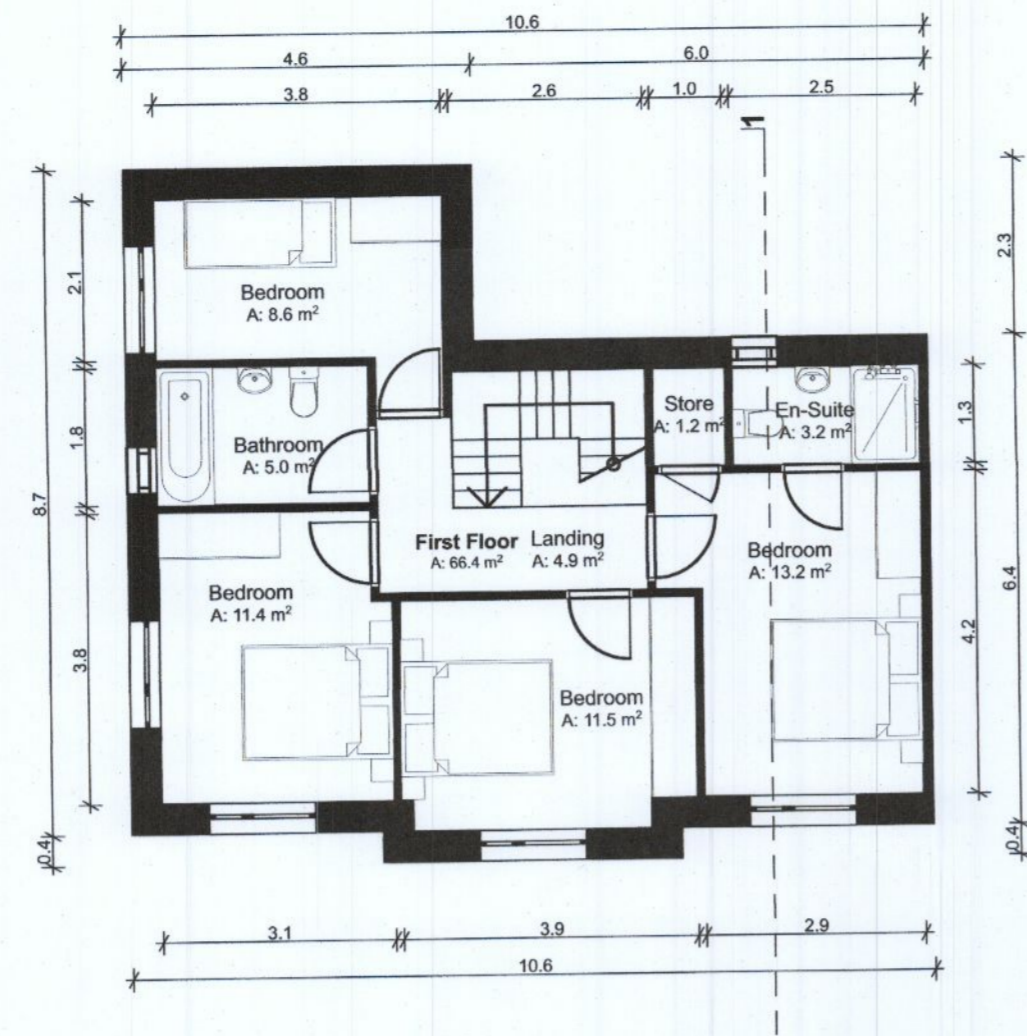 10.6
4.6 6.0
3.8 2.6 1.0 2.5
1
8.7
2.1
1.8
3.8
0.4
2.3
6.4
0.4
1.3
4.2
Bedroom
A: 8.6 m²
Bathroom
A: 5.0 m²
Store
A: 1.2 m²
En-Suite
A: 3.2 m²
First Floor
A: 66.4 m²
Landing
A: 4.9 m²
Bedroom
A: 13.2 m²
Bedroom
A: 11.4 m²
Bedroom
A: 11.5 m²
3.1 3.9 2.9
10.6